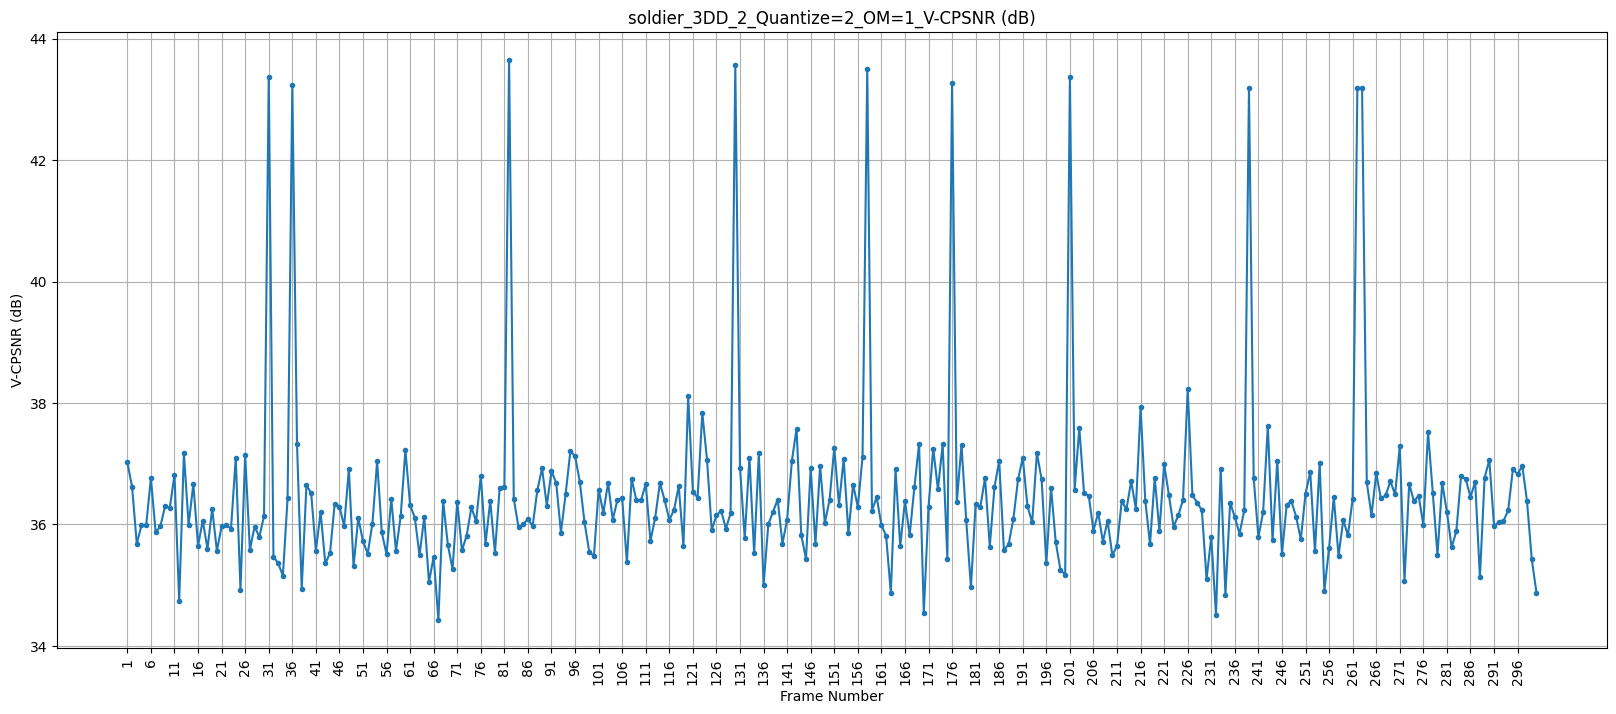 soldier_3DD_2_Quantize=2_OM=1_V-CPSNR (dB)
V-CPSNR (dB)
44
42
40
38
36
34
1 6 11 16 21 26 31 36 41 46 51 56 61 66 71 76 81 86 91 96 101 106 111 116 121 126 131 136 141 146 151 156 161 166 171 176 181 186 191 196 201 206 211 216 221 226 231 236 241 246 251 256 261 266 271 276 281 286 291 296
Frame Number